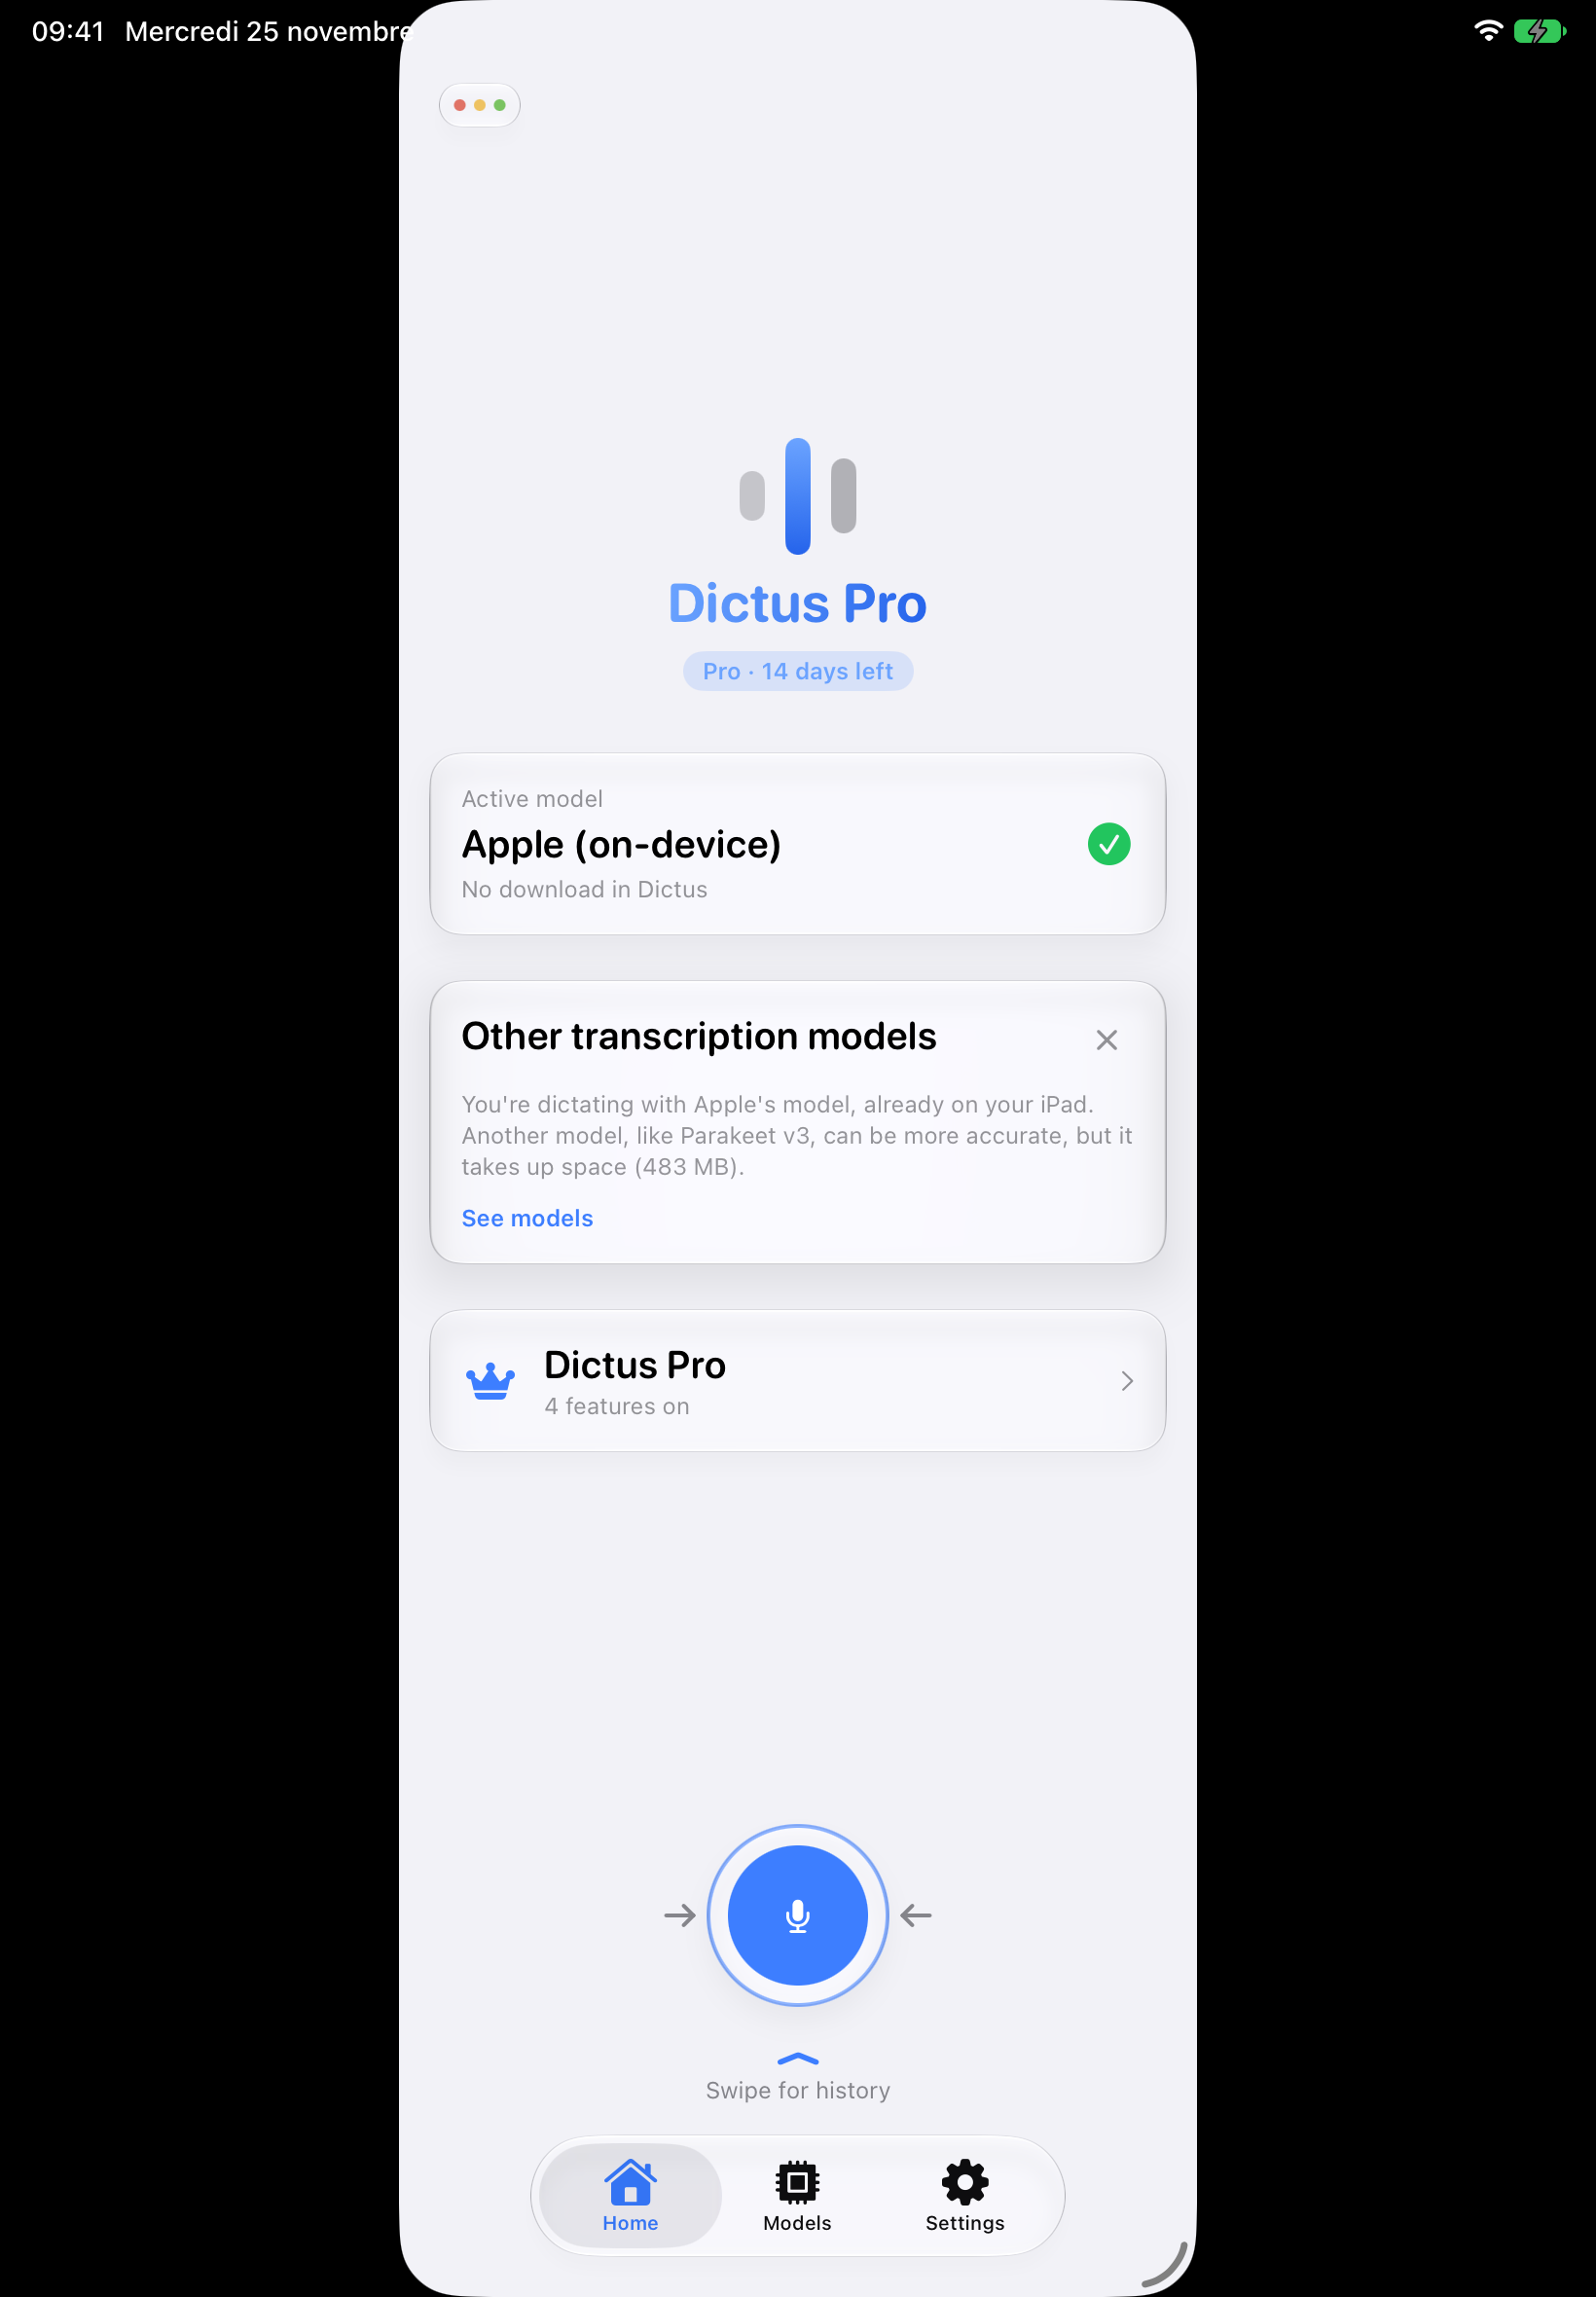 09:41 Mercredi 25 novembre
Dictus Pro
Pro · 14 days left
Active model
Apple (on-device)
No download in Dictus
Other transcription models
You're dictating with Apple's model, already on your iPad.
Another model, like Parakeet v3, can be more accurate, but it
takes up space (483 MB).
See models
Dictus Pro
4 features on
Swipe for history
Home Models Settings